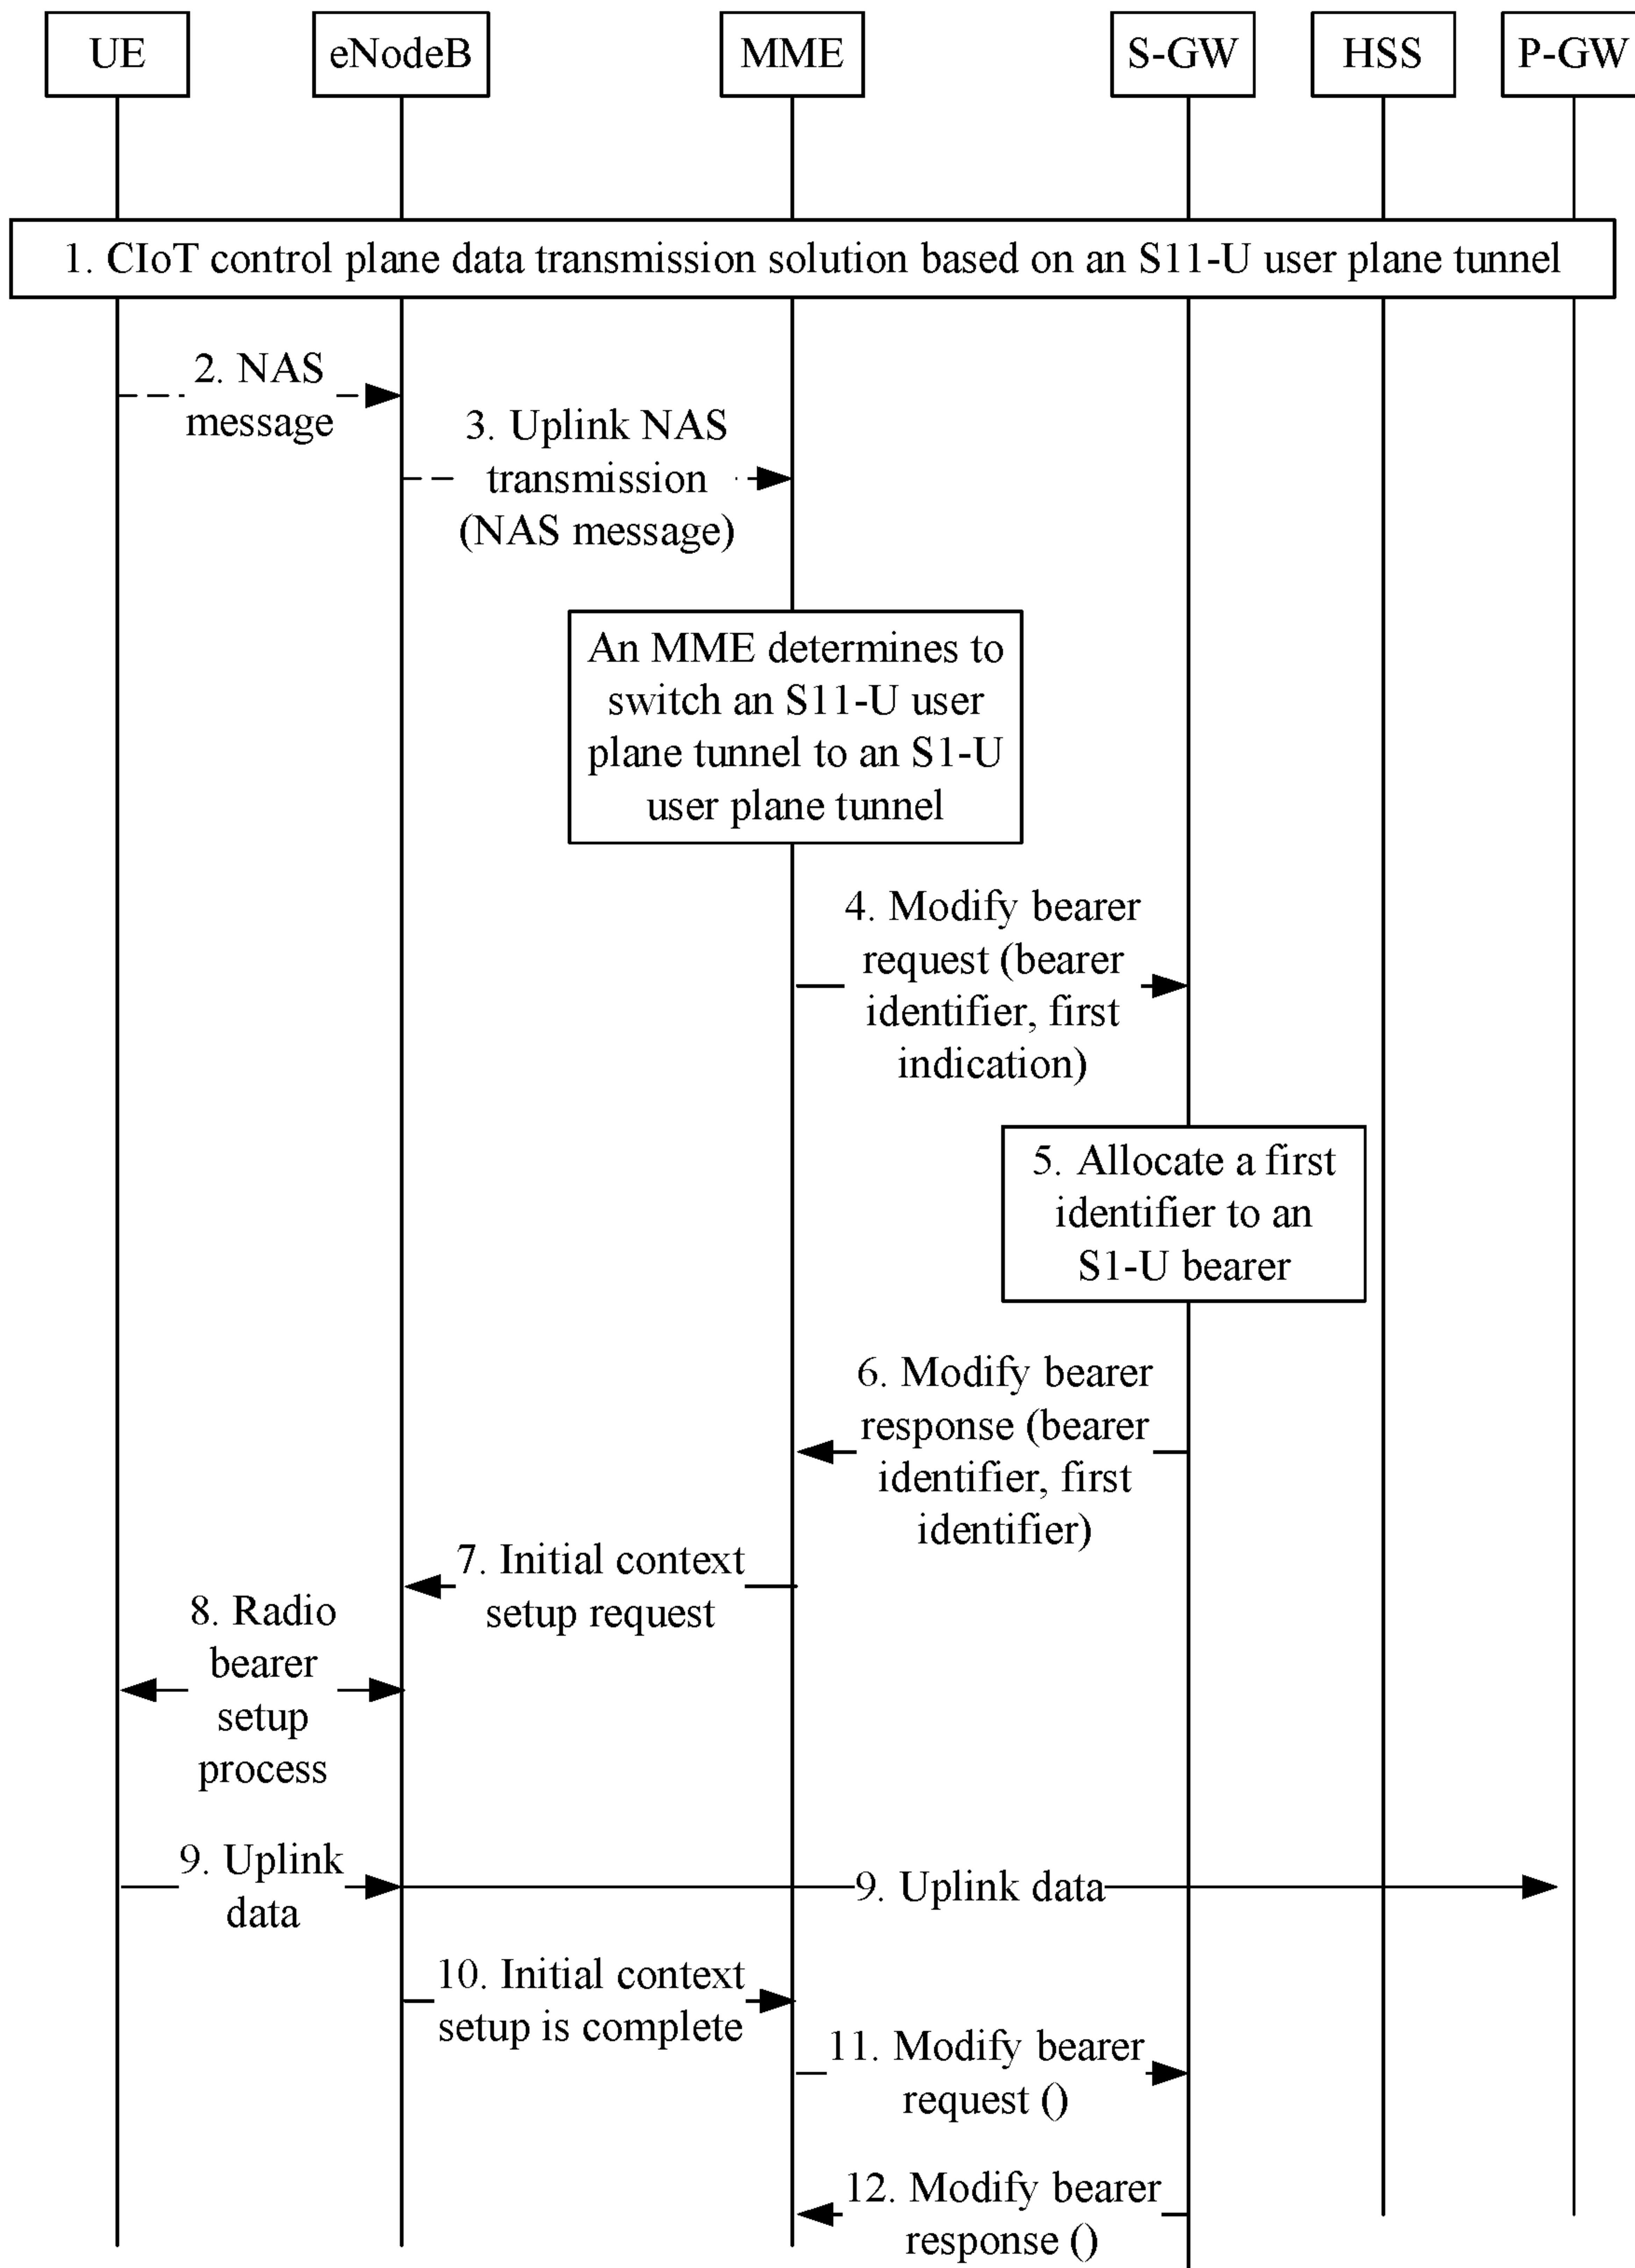 UE
eNodeB
MME
S-GW
HSS
P-GW
1. CIoT control plane data transmission solution based on an S11-U user plane tunnel
2. NAS
message
3. Uplink NAS
transmission
(NAS message)
An MME determines to
switch an S11-U user
plane tunnel to an S1-U
user plane tunnel
4. Modify bearer
request (bearer
identifier, first
indication)
5. Allocate a first
identifier to an
S1-U bearer
6. Modify bearer
response (bearer
identifier, first
identifier)
7. Initial context
setup request
8. Radio
bearer
setup
process
9. Uplink
data
9. Uplink data
10. Initial context
setup is complete
11. Modify bearer
request ()
12. Modify bearer
response ()